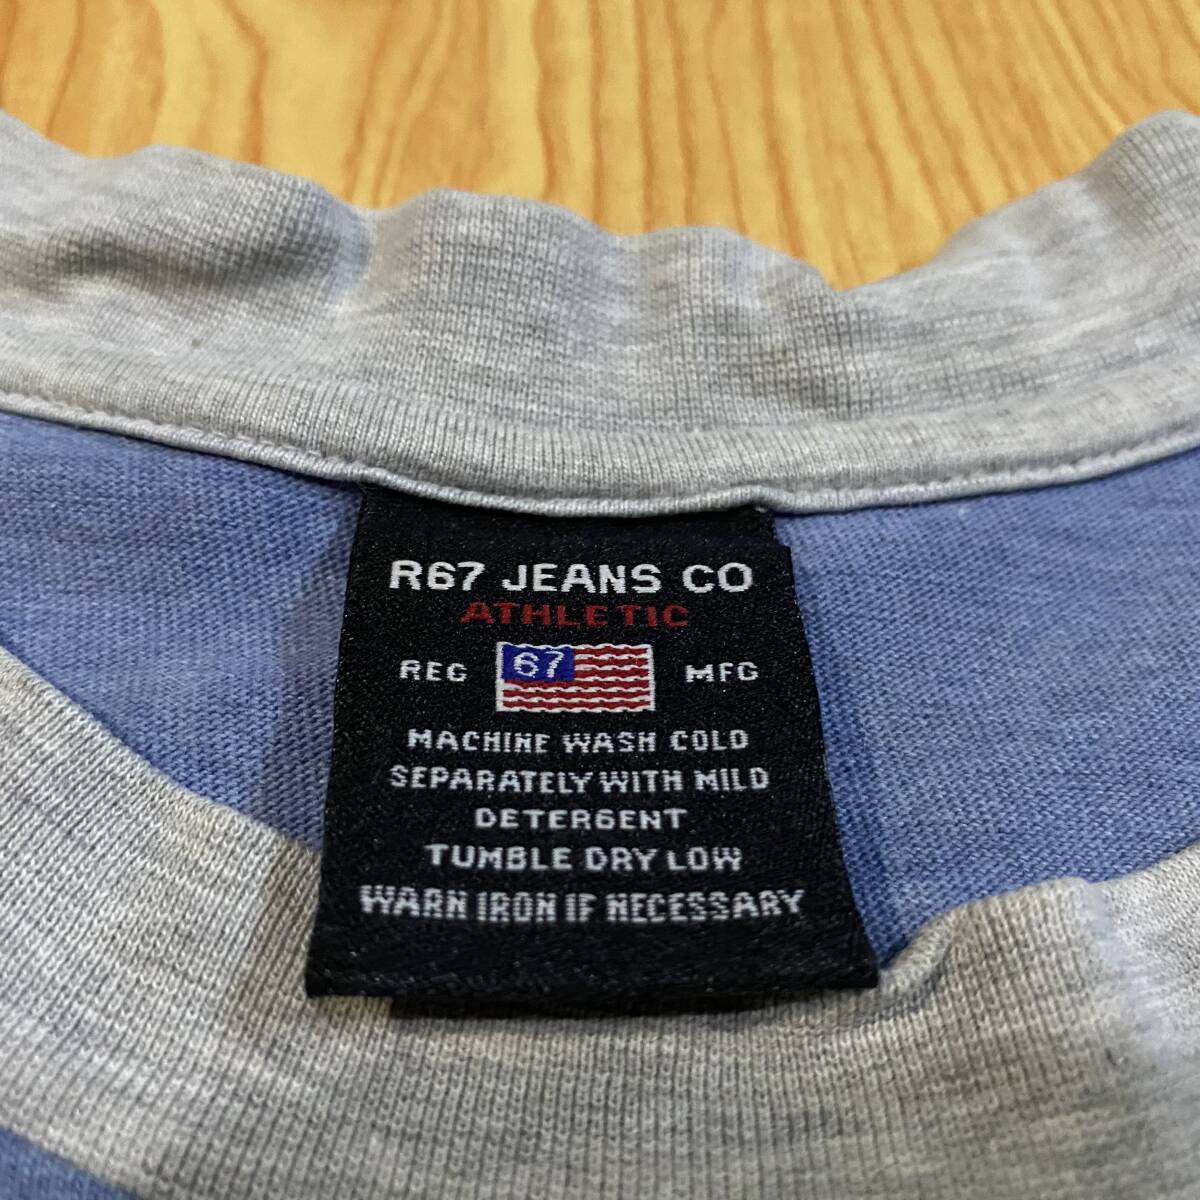 R67 JEANS CO
ATHLETIC
REG 67 MFG
MACHINE WASH COLD
SEPARATELY WITH MILD
DETERGENT
TUMBLE DRY LOW
WARN IRON IF NECESSARY